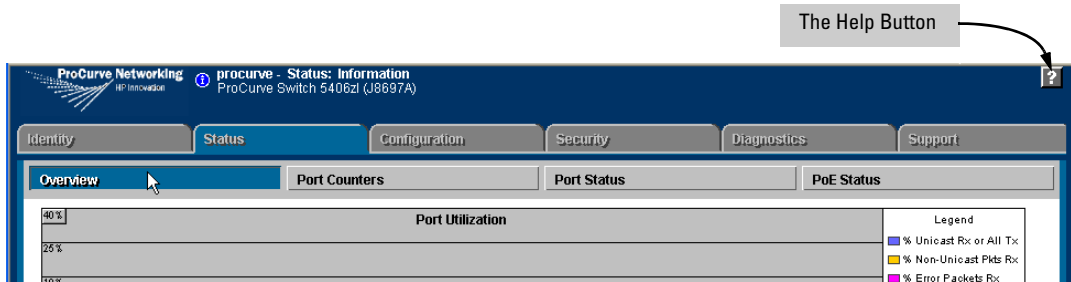 The Help Button
ProCurve Networking
HP Innovation
procurve - Status: Information
ProCurve Switch 5406zl (J8697A)
?
Identity
Status
Configuration
Security
Diagnostics
Support
Overview
Port Counters
Port Status
PoE Status
40 %
Port Utilization
Legend
% Unicast Rx or All Tx
25 %
% Non-Unicast Pkts Rx
% Error Packets Rx